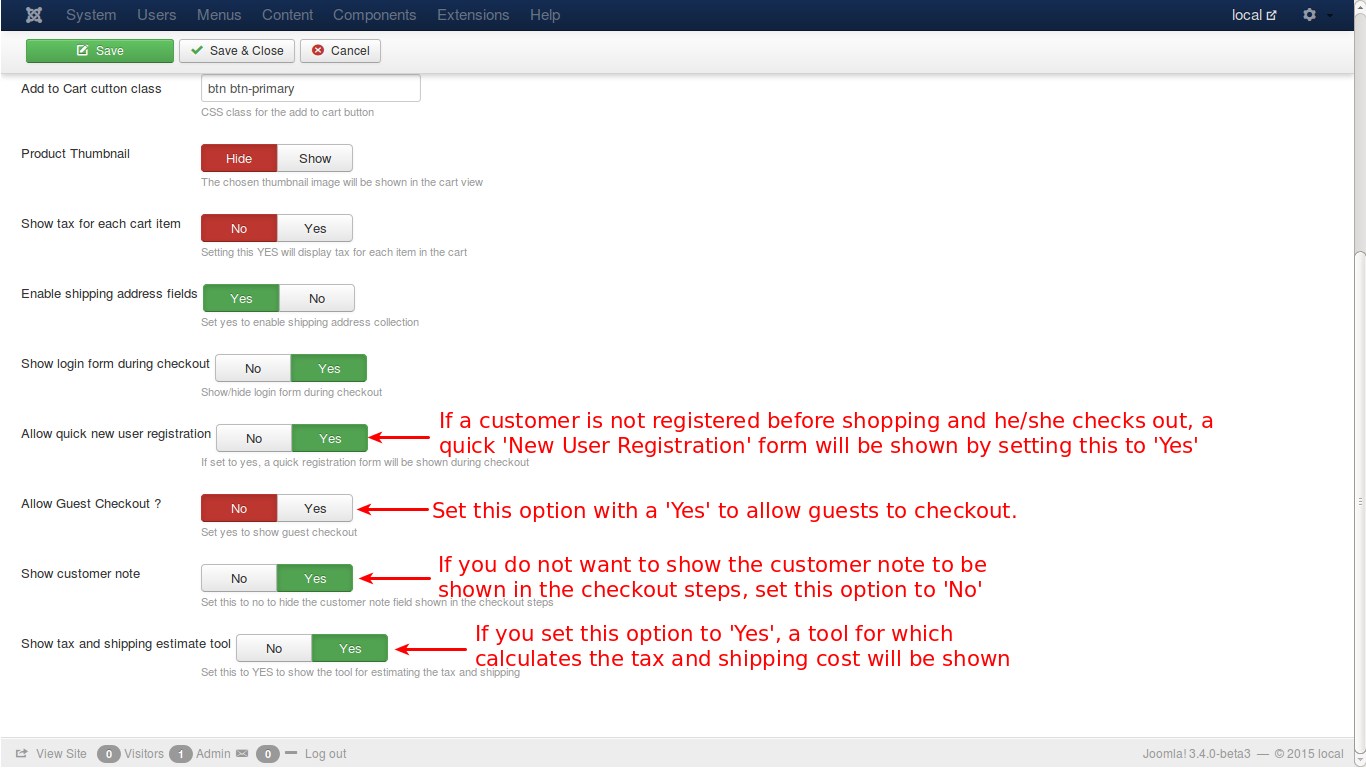 System Users Menus Content Components Extensions Help local
Save Save & Close Cancel
Add to Cart cutton class btn btn-primary
CSS class for the add to cart button
Product Thumbnail Hide Show
The chosen thumbnail image will be shown in the cart view
Show tax for each cart item No Yes
Setting this YES will display tax for each item in the cart
Enable shipping address fields Yes No
Set yes to enable shipping address collection
Show login form during checkout No Yes
Show/hide login form during checkout
If a customer is not registered before shopping and he/she checks out, a
Allow quick new user registration No Yes
quick 'New User Registration' form will be shown by setting this to 'Yes'
If set to yes, a quick registration form will be shown during checkout
Allow Guest Checkout ? No Yes Set this option with a 'Yes' to allow guests to checkout.
Set yes to show guest checkout
If you do not want to show the customer note to be
Show customer note No Yes
shown in the checkout steps, set this option to 'No'
Set this to no to hide the customer note field shown in the checkout steps
If you set this option to 'Yes', a tool for which
Show tax and shipping estimate tool No Yes
calculates the tax and shipping cost will be shown
Set this to YES to show the tool for estimating the tax and shipping
View Site 0 Visitors 1 Admin 0 Log out Joomla! 3.4.0-beta3 — © 2015 local